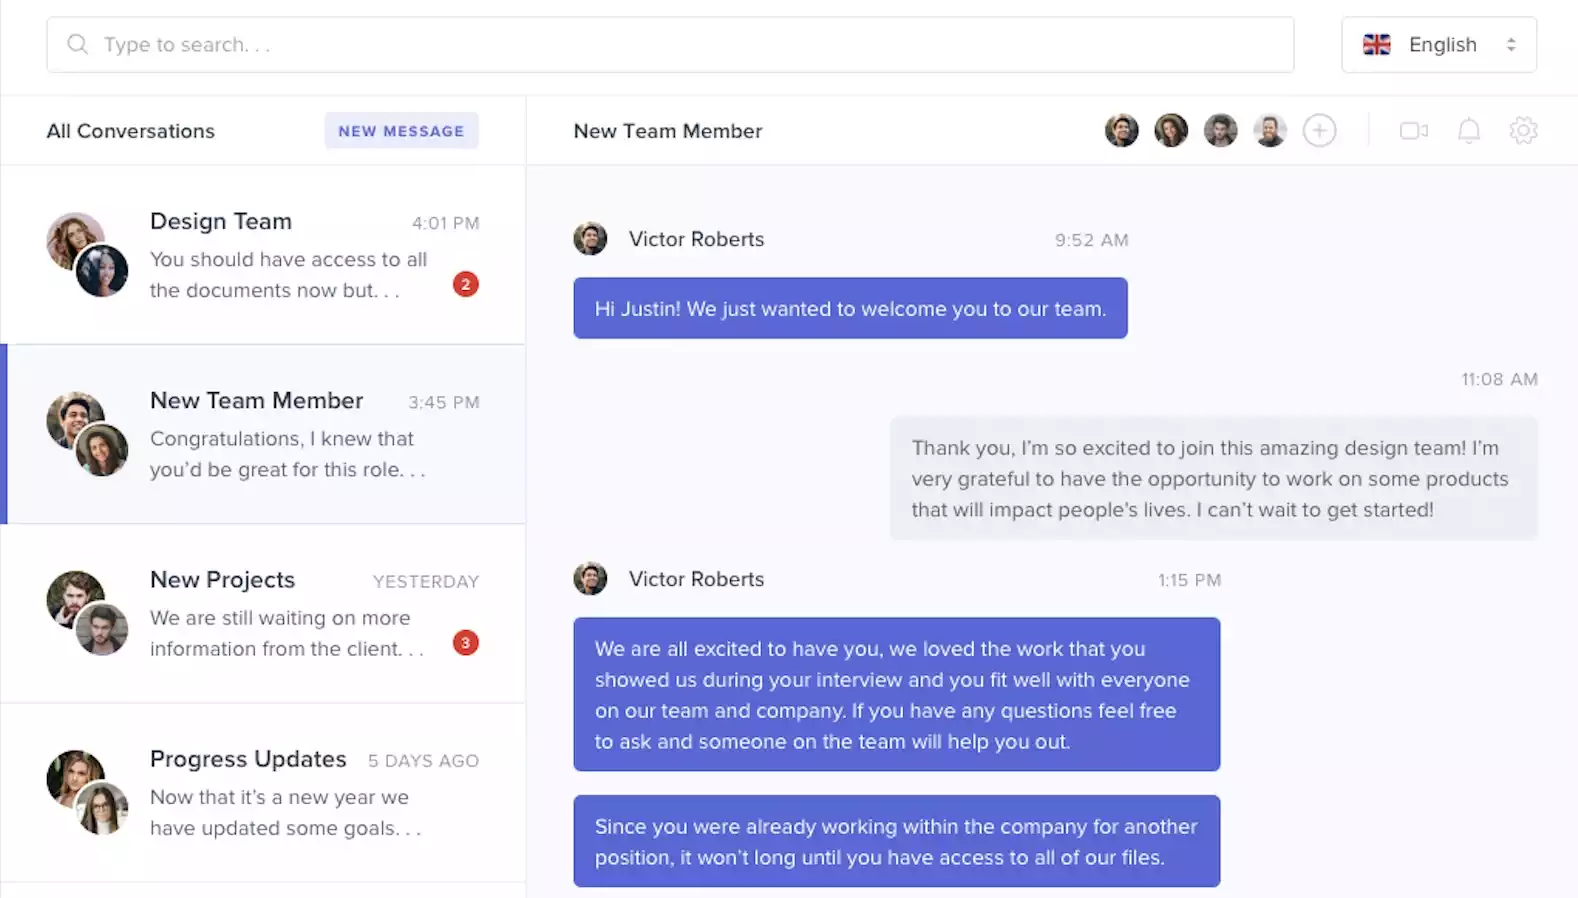 Type to search. . .
English
All Conversations
NEW MESSAGE
New Team Member
Design Team
4:01 PM
You should have access to all
the documents now but. . .
2
New Team Member
3:45 PM
Congratulations, I knew that
you’d be great for this role. . .
New Projects
YESTERDAY
We are still waiting on more
information from the client. . .
3
Progress Updates
5 DAYS AGO
Now that it’s a new year we
have updated some goals. . .
Victor Roberts
9:52 AM
Hi Justin! We just wanted to welcome you to our team.
11:08 AM
Thank you, I’m so excited to join this amazing design team! I’m
very grateful to have the opportunity to work on some products
that will impact people's lives. I can’t wait to get started!
Victor Roberts
1:15 PM
We are all excited to have you, we loved the work that you
showed us during your interview and you fit well with everyone
on our team and company. If you have any questions feel free
to ask and someone on the team will help you out.
Since you were already working within the company for another
position, it won’t long until you have access to all of our files.